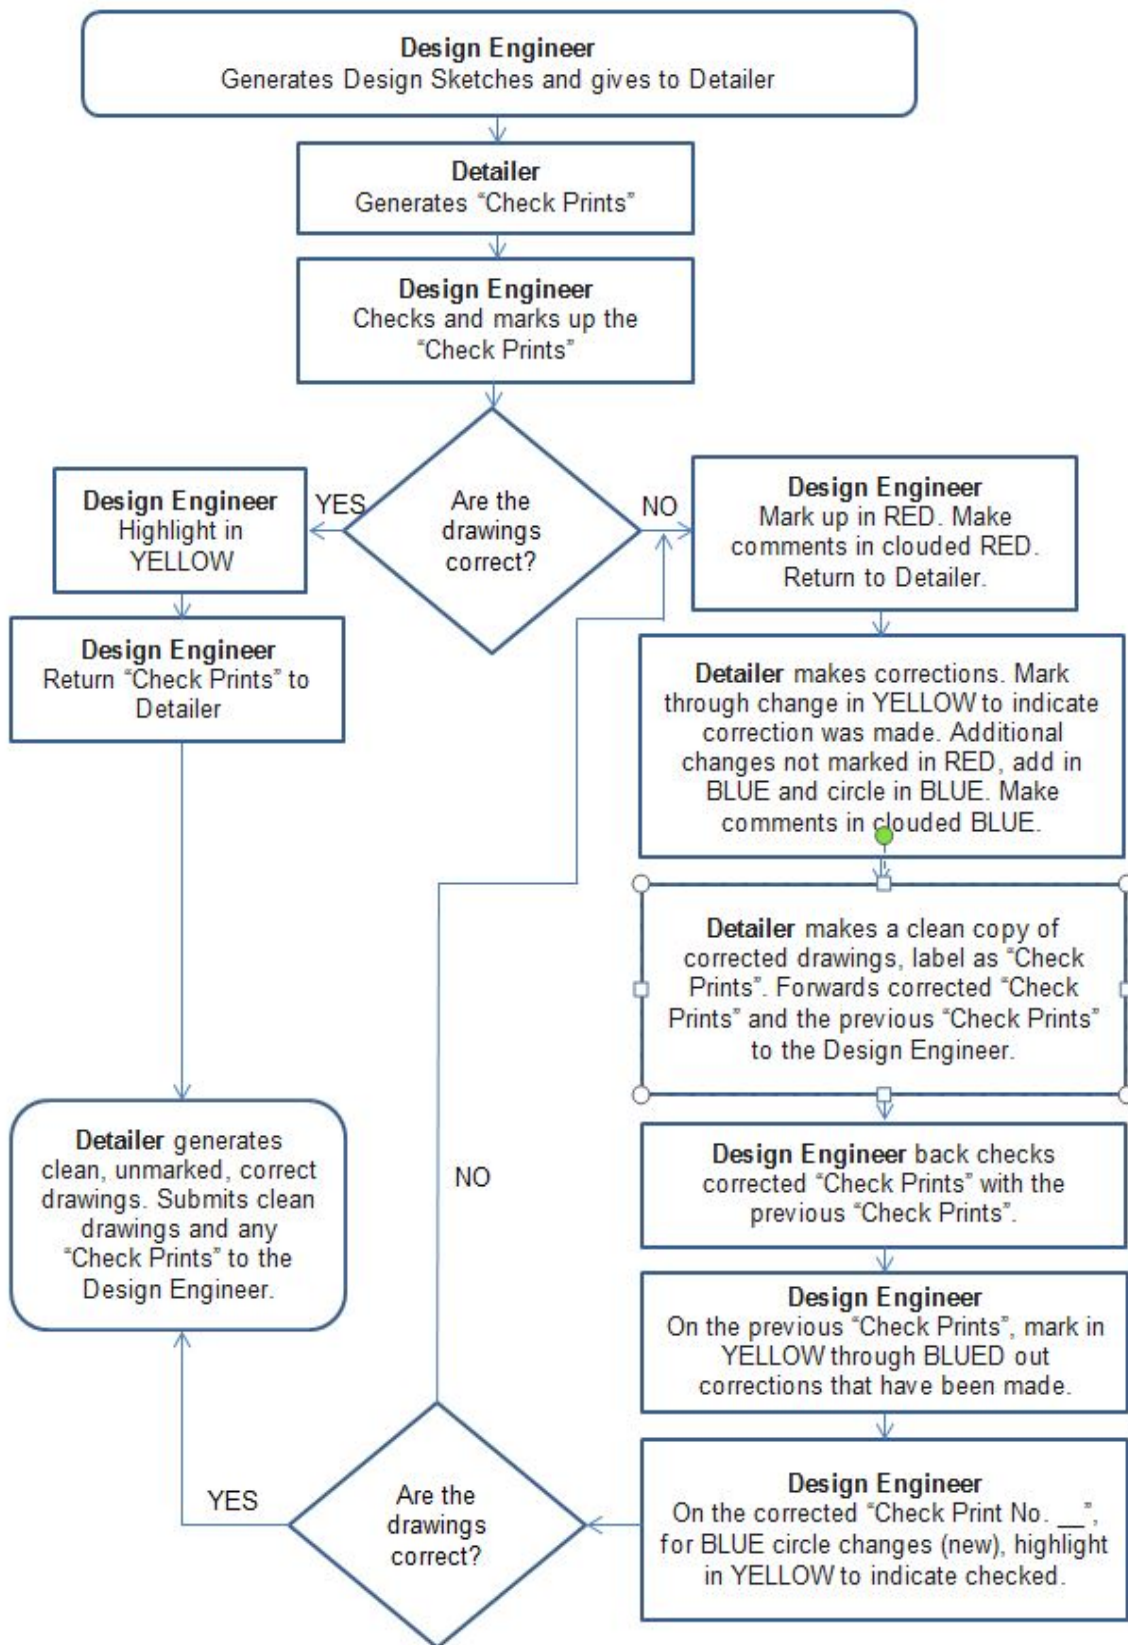 Design Engineer
Generates Design Sketches and gives to Detailer
Detailer
Generates “Check Prints”
Design Engineer
Checks and marks up the
“Check Prints”
Are the
drawings
correct?
YES
NO
Design Engineer
Highlight in
YELLOW
Design Engineer
Return “Check Prints” to
Detailer
Design Engineer
Mark up in RED. Make
comments in clouded RED.
Return to Detailer.
Detailer makes corrections. Mark
through change in YELLOW to indicate
correction was made. Additional
changes not marked in RED, add in
BLUE and circle in BLUE. Make
comments in clouded BLUE.
Detailer makes a clean copy of
corrected drawings, label as “Check
Prints”. Forwards corrected “Check
Prints” and the previous “Check Prints”
to the Design Engineer.
Design Engineer back checks
corrected “Check Prints” with the
previous “Check Prints”.
Design Engineer
On the previous “Check Prints”, mark in
YELLOW through BLUED out
corrections that have been made.
Design Engineer
On the corrected “Check Print No. __”,
for BLUE circle changes (new), highlight
in YELLOW to indicate checked.
Are the
drawings
correct?
NO
YES
Detailer generates
clean, unmarked, correct
drawings. Submits clean
drawings and any
“Check Prints” to the
Design Engineer.